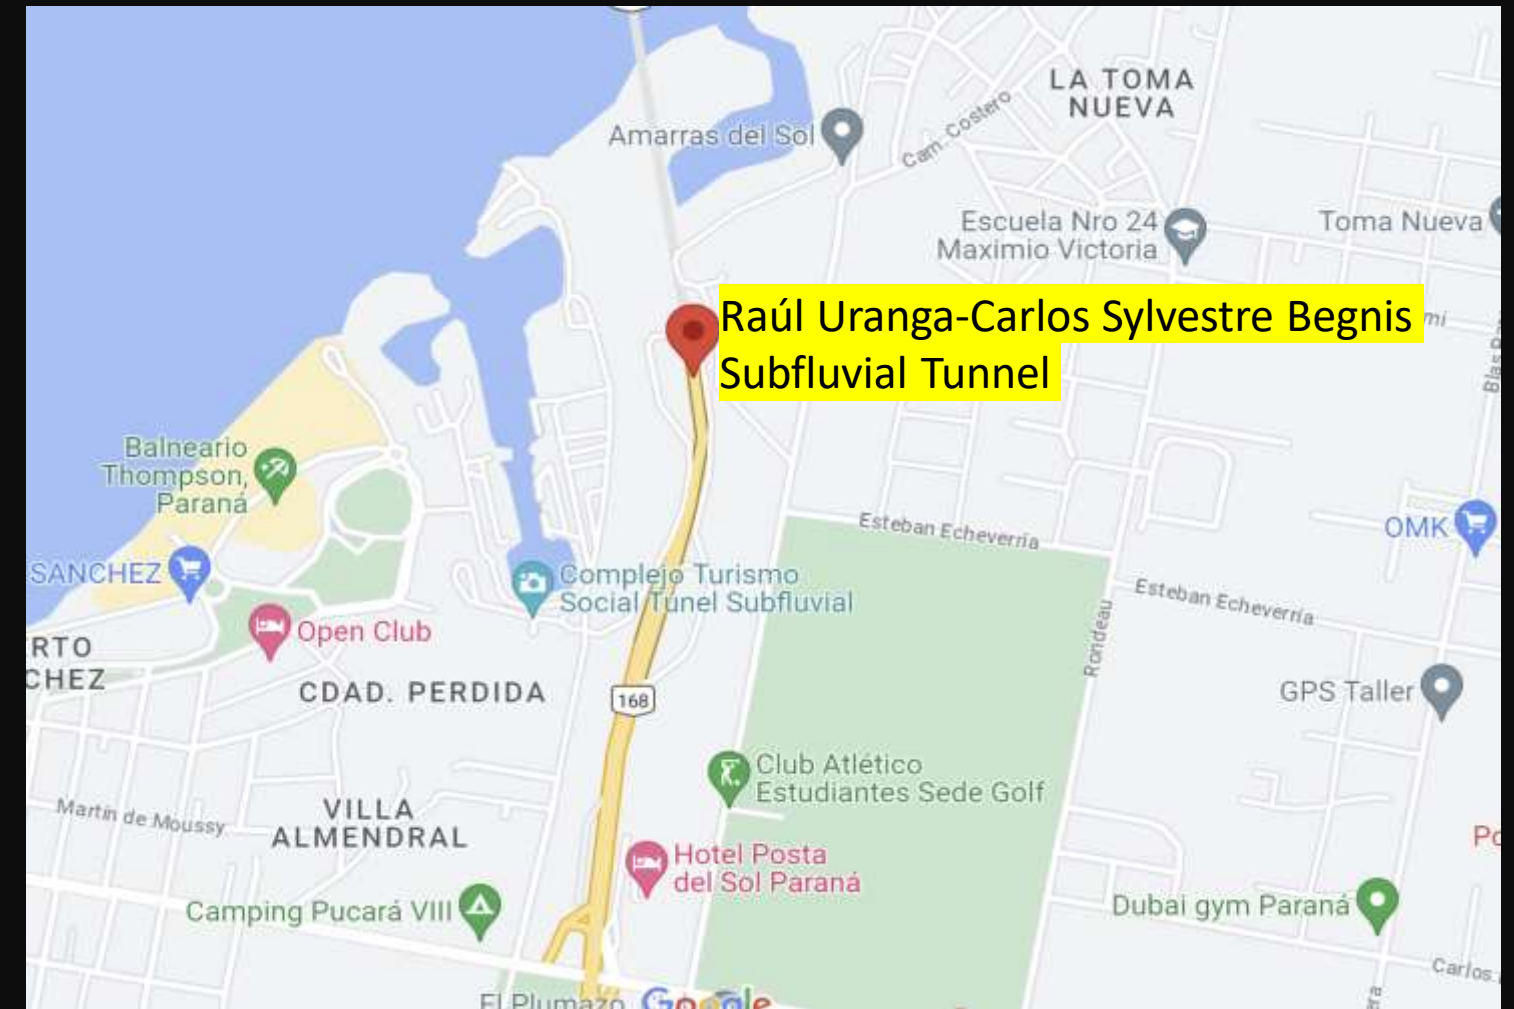 LA TOMA
NUEVA
Amarras del Sol
Cam. Costero
Escuela Nro 24
Maximio Victoria
Toma Nueva
Raúl Uranga-Carlos Sylvestre Begnis
Subfluvial Tunnel
Balneario
Thompson,
Paraná
Esteban Echeverría
OMK
SANCHEZ
Complejo Turismo
Social Túnel Subfluvial
Esteban Echeverría
Rondeau
Open Club
RTO
CHEZ
CDAD. PERDIDA
168
GPS Taller
Club Atlético
Estudiantes Sede Golf
Martín de Moussy
VILLA
ALMENDRAL
Hotel Posta
del Sol Paraná
Camping Pucará VIII
Dubai gym Paraná
Carlos
El Plumazo
Google